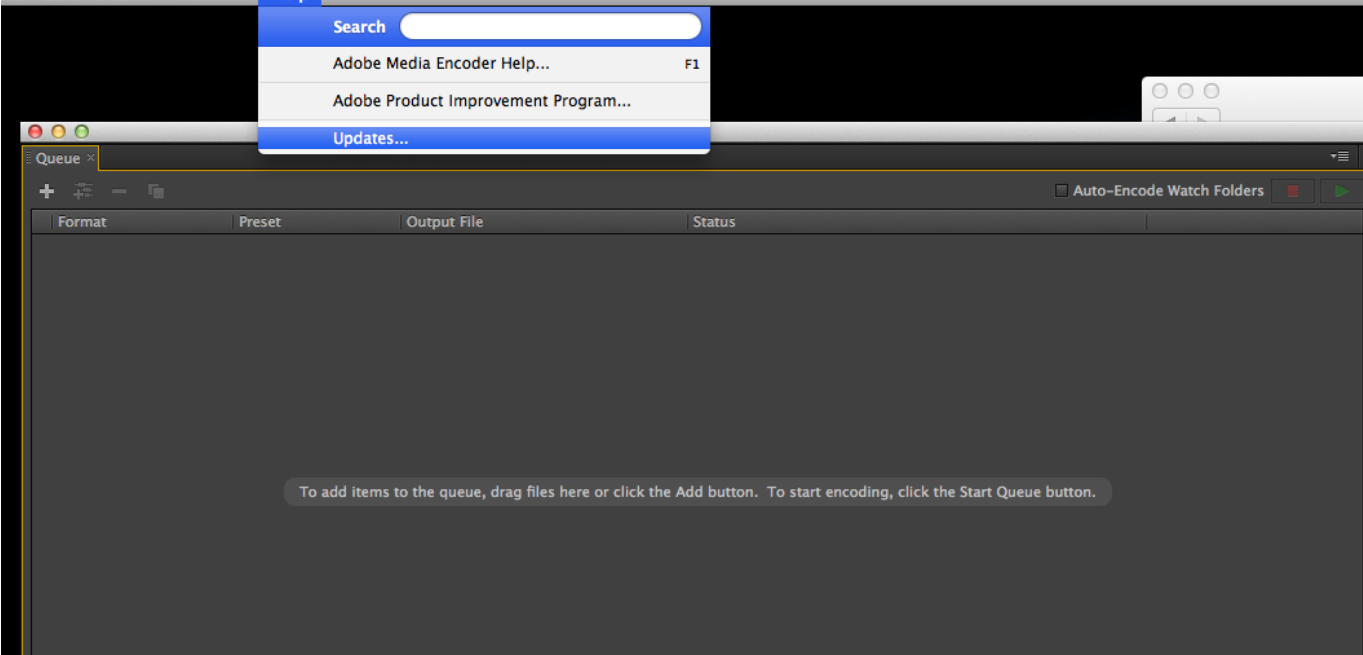 Search
Adobe Media Encoder Help... F1
Adobe Product Improvement Program...
Updates...
Queue
Auto-Encode Watch Folders
Format Preset Output File Status
To add items to the queue, drag files here or click the Add button. To start encoding, click the Start Queue button.